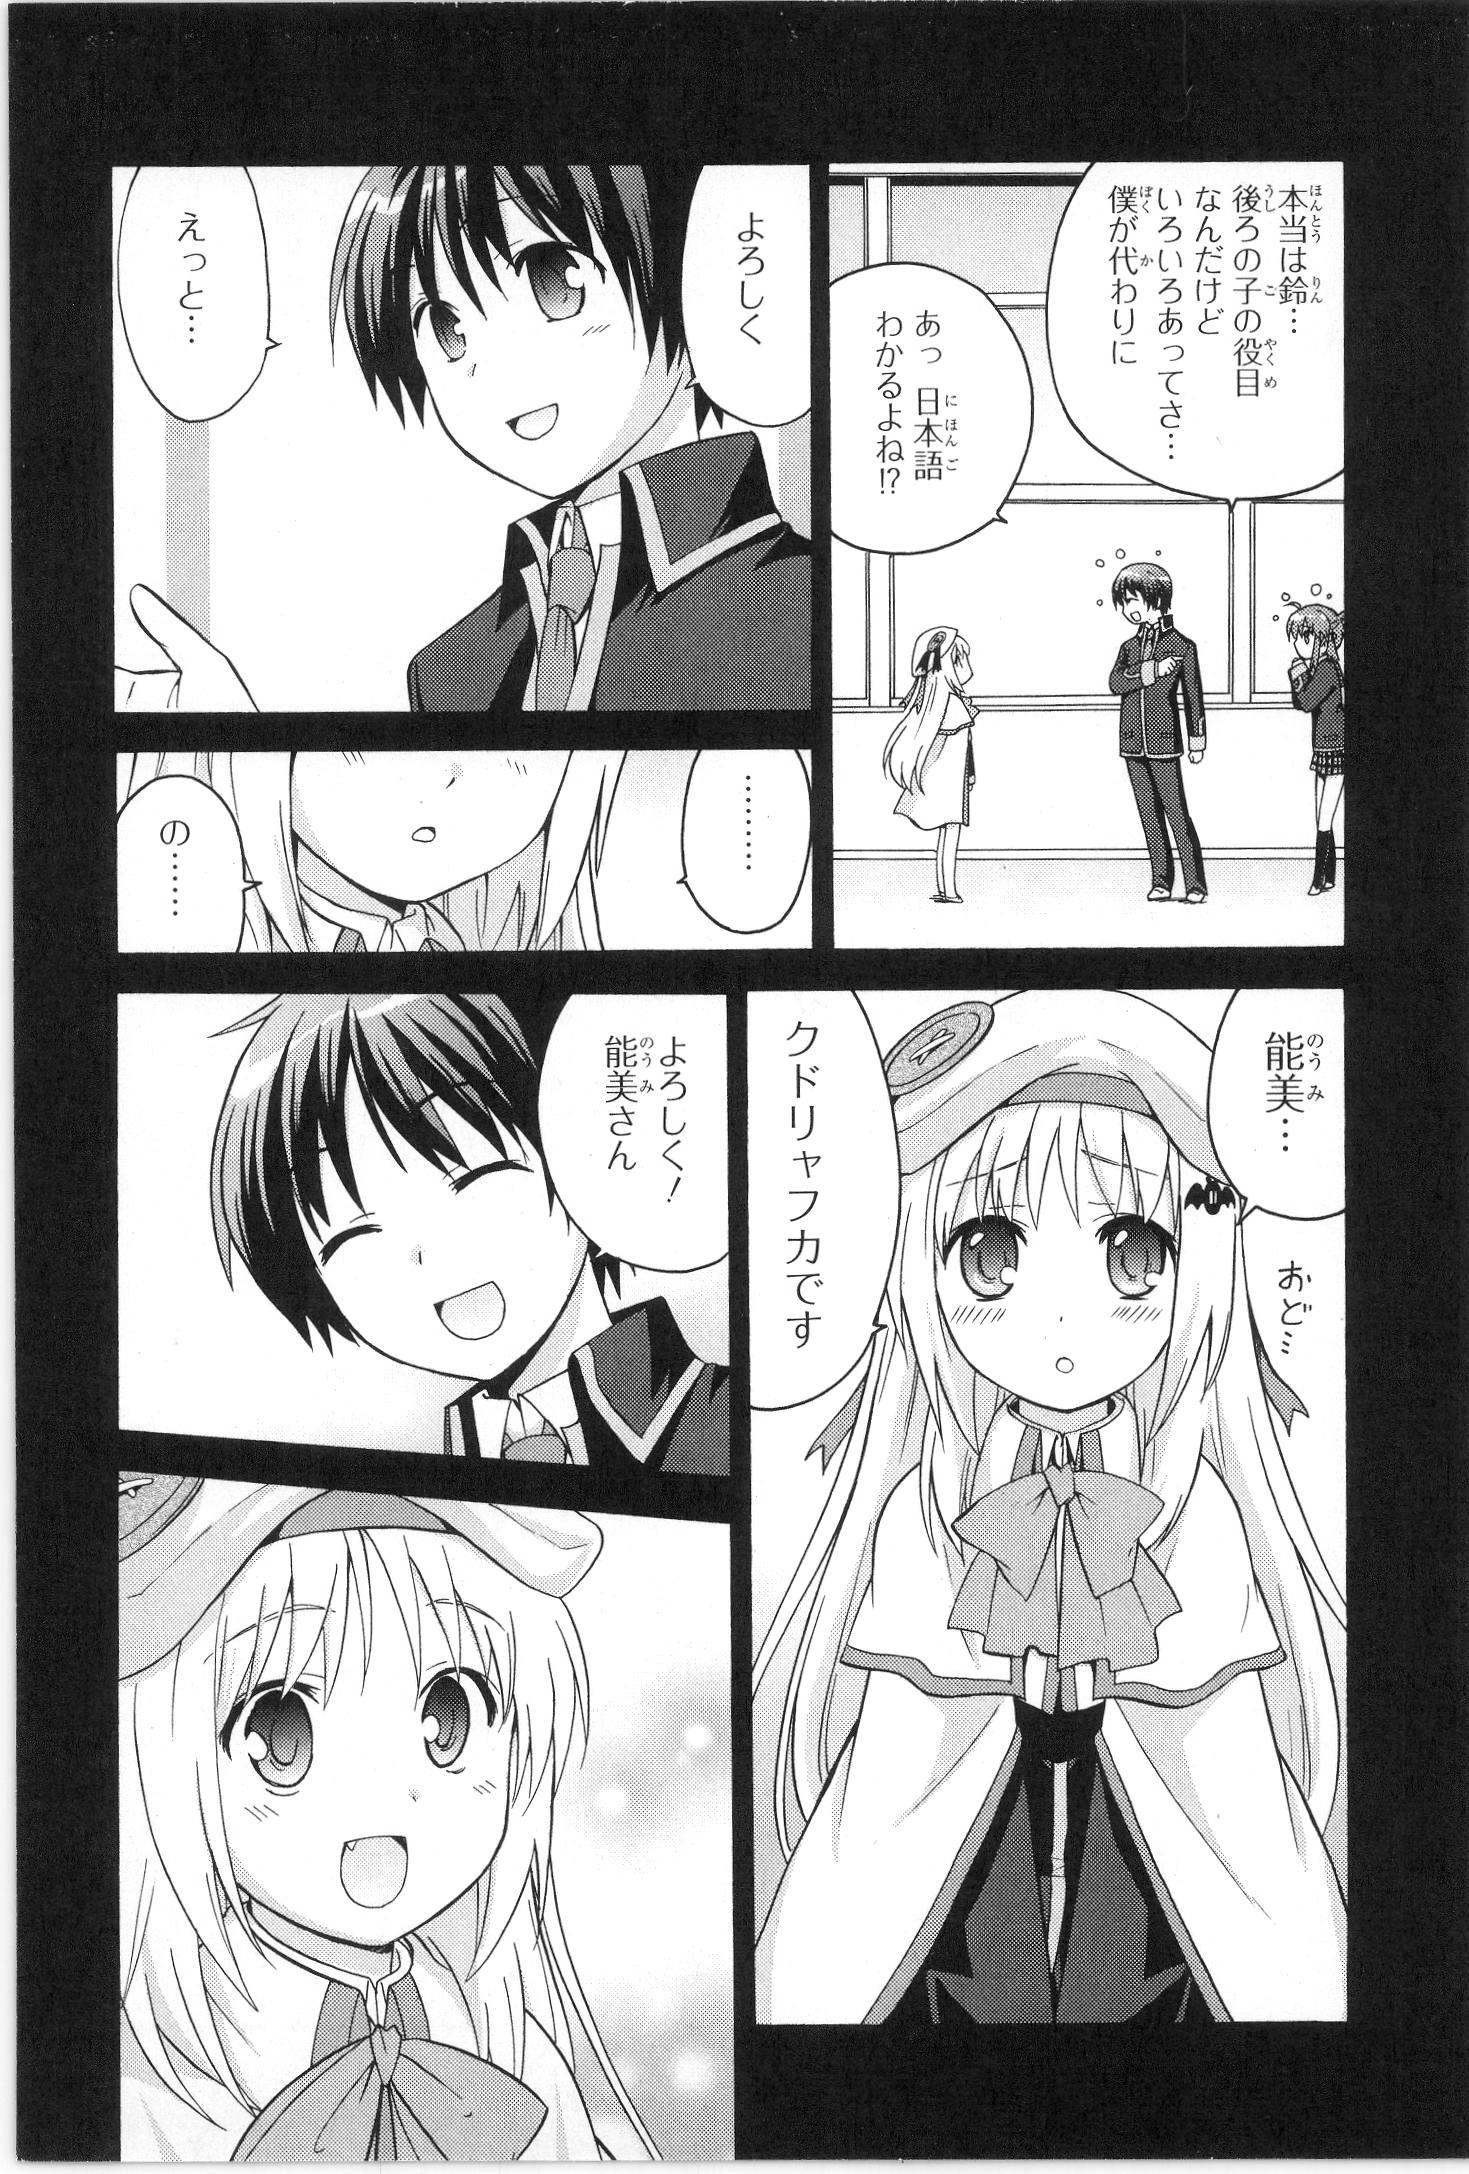 本当は鈴…
後ろの子の役目
なんだけど
いろいろあってさ…
僕が代わりに
あっ 日本語
わかるよね!?
よろしく
えっと…
………
の……
能美…
おど…
クドリャフカです
よろしく!
能美さん